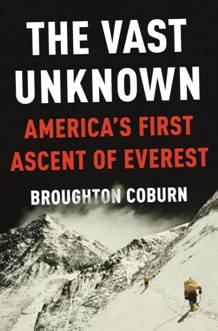 THE VAST
UNKNOWN
AMERICA'S FIRST
ASCENT OF EVEREST
BROUGHTON COBURN